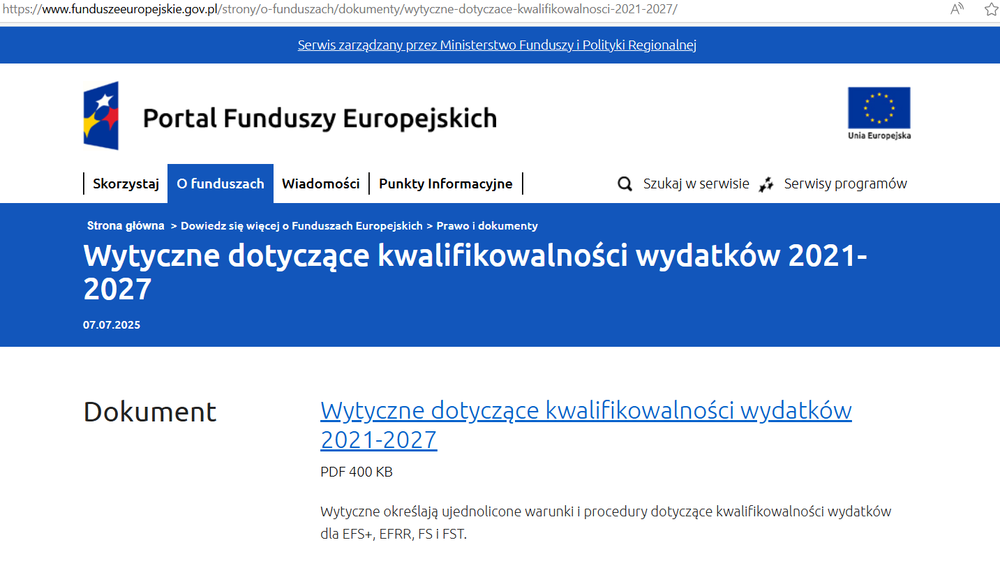 https://www.funduszeeuropejskie.gov.pl/strony/o-funduszach/dokumenty/wytyczne-dotyczace-kwalifikowalnosci-2021-2027/
Serwis zarządzany przez Ministerstwo Funduszy i Polityki Regionalnej
Portal Funduszy Europejskich
Unia Europejska
Skorzystaj O funduszach Wiadomości Punkty Informacyjne Szukaj w serwisie Serwisy programów
Strona główna > Dowiedz się więcej o Funduszach Europejskich > Prawo i dokumenty
Wytyczne dotyczące kwalifikowalności wydatków 2021-
2027
07.07.2025
Dokument
Wytyczne dotyczące kwalifikowalności wydatków
2021-2027
PDF 400 KB
Wytyczne określają ujednolicone warunki i procedury dotyczące kwalifikowalności wydatków
dla EFS+, EFRR, FS i FST.